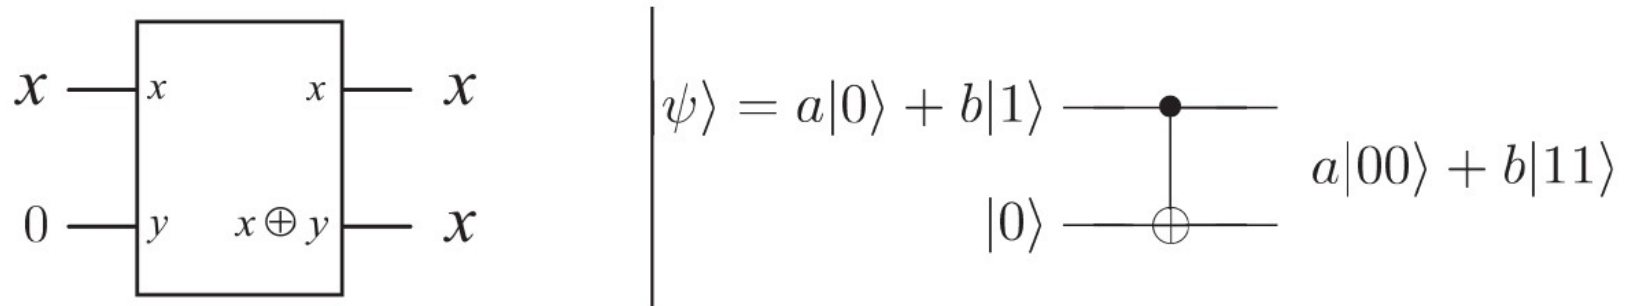 x x x x
0 y x ⊕ y x
|ψ⟩ = a|0⟩ + b|1⟩
|0⟩
a|00⟩ + b|11⟩